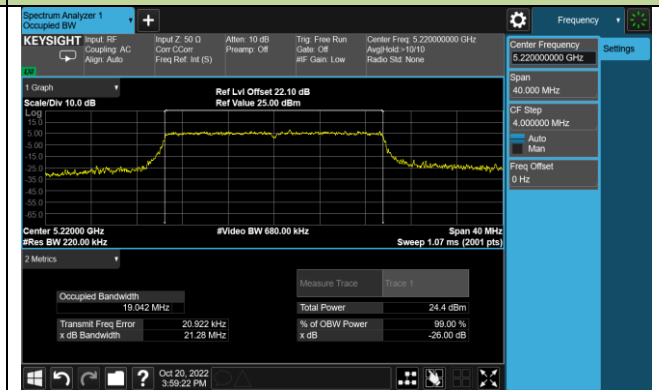 Spectrum Analyzer 1
Occupied BW
+
Frequency
KEYSIGHT
Input: RF
Coupling: AC
Align: Auto
Input Z: 50 Ω
Corr CCorr
Freq Ref: Int (S)
Atten: 10 dB
Preamp: Off
Trig: Free Run
Gate: Off
#IF Gain: Low
Center Freq: 5.220000000 GHz
Avg|Hold:>10/10
Radio Std: None
Center Frequency
5.220000000 GHz
Settings
Span
40.000 MHz
CF Step
4.000000 MHz
Auto
Man
Freq Offset
0 Hz
1 Graph
Scale/Div 10.0 dB
Ref Lvl Offset 22.10 dB
Ref Value 25.00 dBm
Log
15.0
5.00
-5.00
-15.0
-25.0
-35.0
-45.0
-55.0
-65.0
Center 5.22000 GHz
#Res BW 220.00 kHz
#Video BW 680.00 kHz
Span 40 MHz
Sweep 1.07 ms (2001 pts)
2 Metrics
Measure Trace
Trace 1
Occupied Bandwidth
19.042 MHz
Total Power
24.4 dBm
Transmit Freq Error
20.922 kHz
% of OBW Power
99.00 %
x dB Bandwidth
21.28 MHz
x dB
-26.00 dB
?
Oct 20, 2022
3:59:22 PM